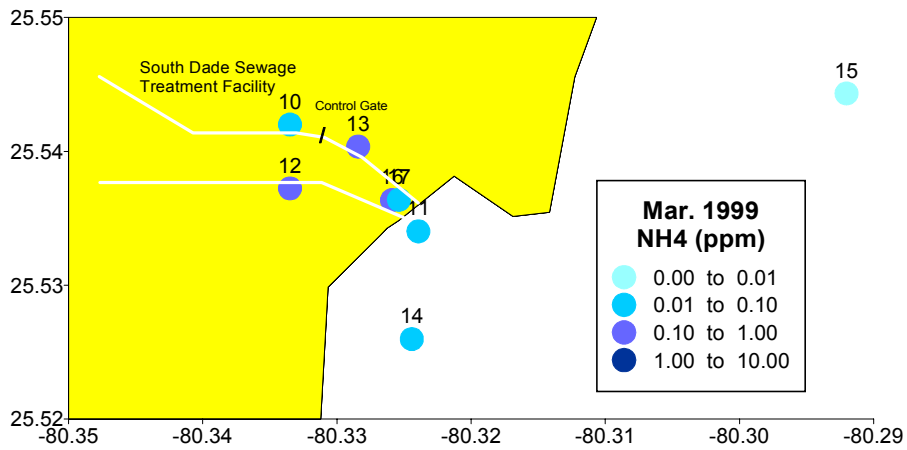 25.55
25.54
25.53
25.52
South Dade Sewage
Treatment Facility
10
Control Gate
13
12
16
17
11
14
15
Mar. 1999
NH4 (ppm)
0.00 to 0.01
0.01 to 0.10
0.10 to 1.00
1.00 to 10.00
-80.35 -80.34 -80.33 -80.32 -80.31 -80.30 -80.29